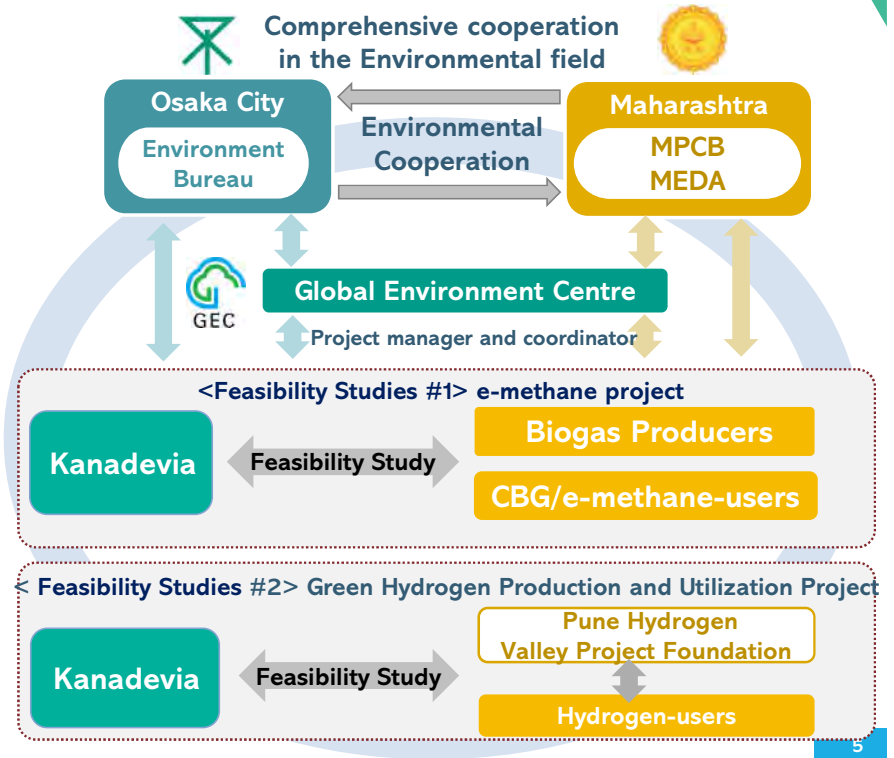 Comprehensive cooperation
in the Environmental field
Osaka City
Environment
Bureau
Environmental
Cooperation
Maharashtra
MPCB
MEDA
GEC
Global Environment Centre
Project manager and coordinator
<Feasibility Studies #1> e-methane project
Kanadevia
Feasibility Study
Biogas Producers
CBG/e-methane-users
< Feasibility Studies #2> Green Hydrogen Production and Utilization Project
Kanadevia
Feasibility Study
Pune Hydrogen
Valley Project Foundation
Hydrogen-users
5